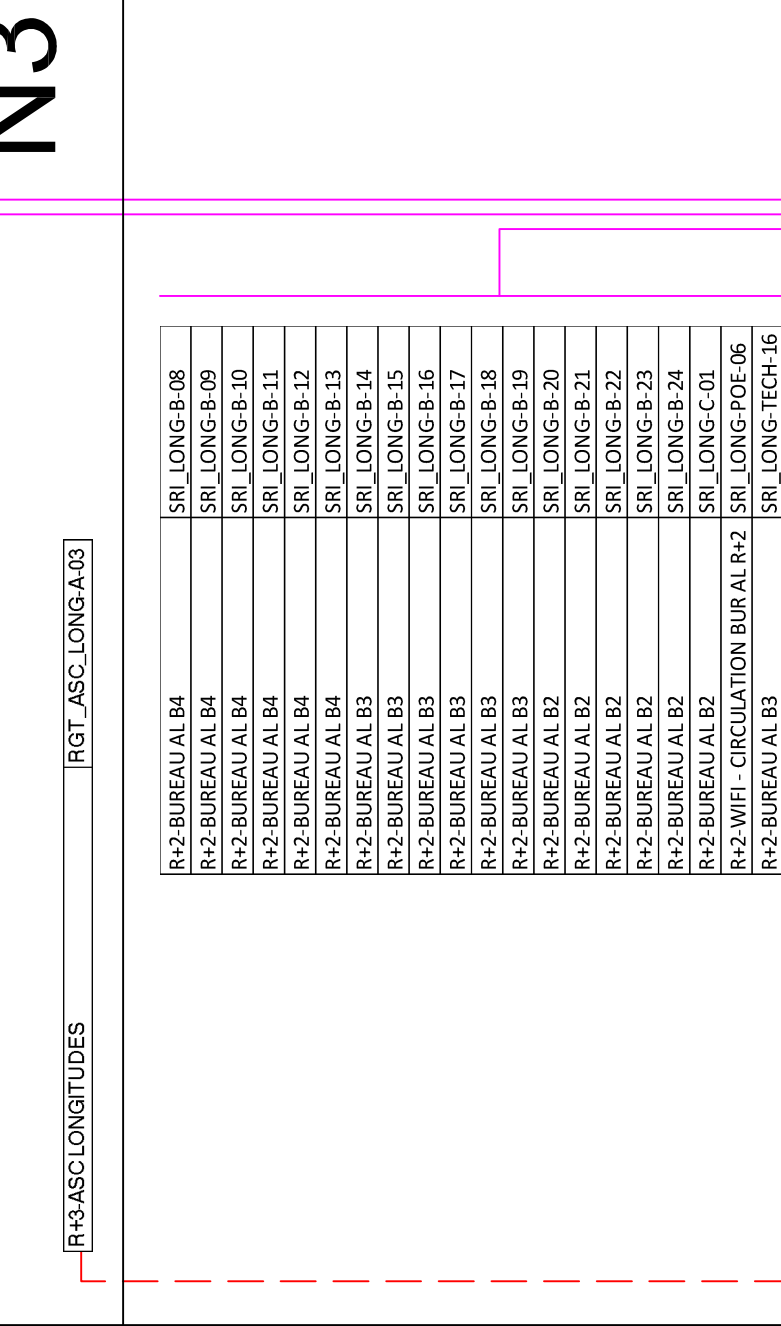 N3
R+3-ASC LONGITUDES RGT_ASC_LONG-A-03
R+2-BUREAU AL B4 SRI_LONG-B-08
R+2-BUREAU AL B4 SRI_LONG-B-09
R+2-BUREAU AL B4 SRI_LONG-B-10
R+2-BUREAU AL B4 SRI_LONG-B-11
R+2-BUREAU AL B4 SRI_LONG-B-12
R+2-BUREAU AL B4 SRI_LONG-B-13
R+2-BUREAU AL B3 SRI_LONG-B-14
R+2-BUREAU AL B3 SRI_LONG-B-15
R+2-BUREAU AL B3 SRI_LONG-B-16
R+2-BUREAU AL B3 SRI_LONG-B-17
R+2-BUREAU AL B3 SRI_LONG-B-18
R+2-BUREAU AL B3 SRI_LONG-B-19
R+2-BUREAU AL B2 SRI_LONG-B-20
R+2-BUREAU AL B2 SRI_LONG-B-21
R+2-BUREAU AL B2 SRI_LONG-B-22
R+2-BUREAU AL B2 SRI_LONG-B-23
R+2-BUREAU AL B2 SRI_LONG-B-24
R+2-BUREAU AL B2 SRI_LONG-C-01
R+2-WIFI - CIRCULATION BUR AL R+2 SRI_LONG-POE-06
R+2-BUREAU AL B3 SRI_LONG-TECH-16